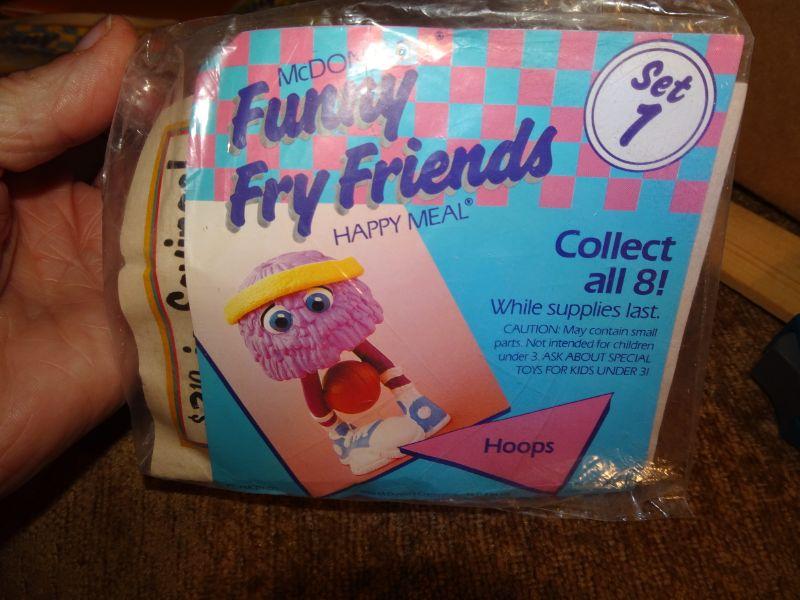 McDON
Funny
Fry Friends
HAPPY MEAL®
Set
1
Collect
all 8!
While supplies last.
CAUTION: May contain small
parts. Not intended for children
under 3. ASK ABOUT SPECIAL
TOYS FOR KIDS UNDER 3!
Hoops